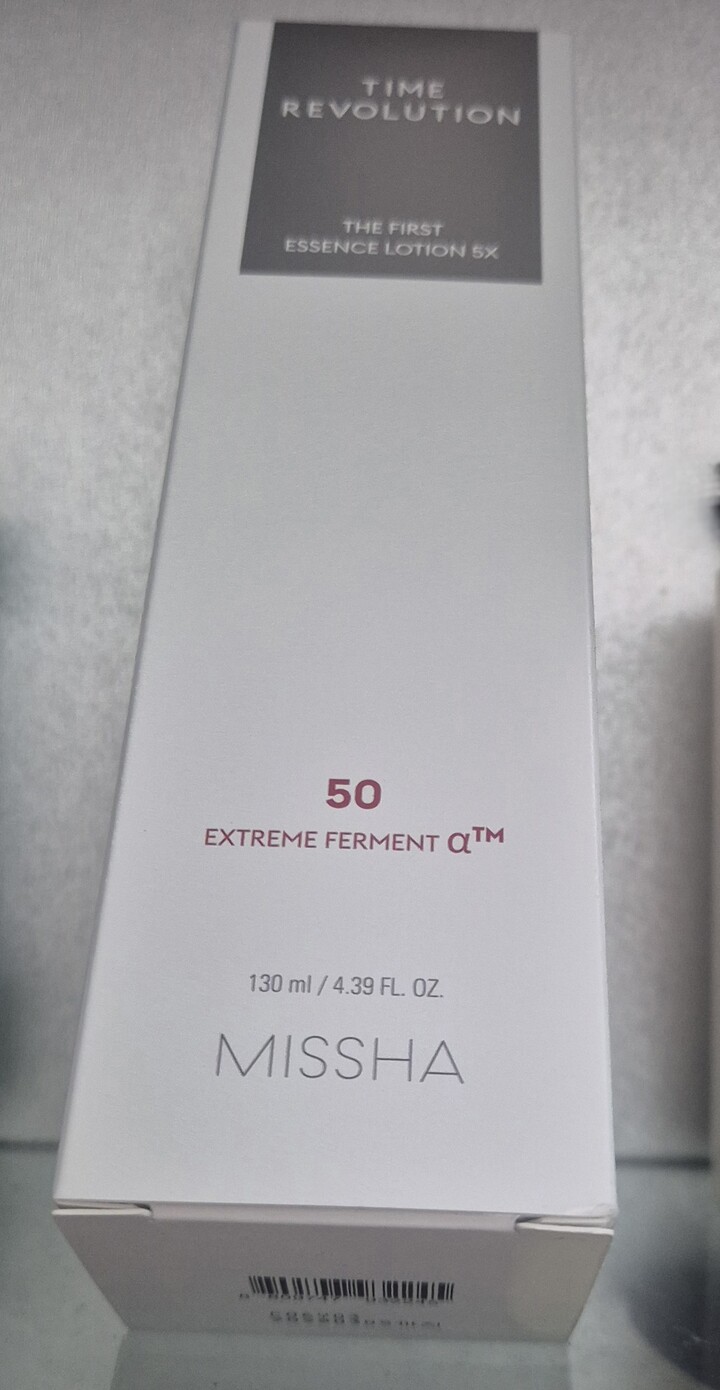 TIME
REVOLUTION
THE FIRST
ESSENCE LOTION 5X
50
EXTREME FERMENT α™
130 ml / 4.39 FL. OZ.
MISSHA